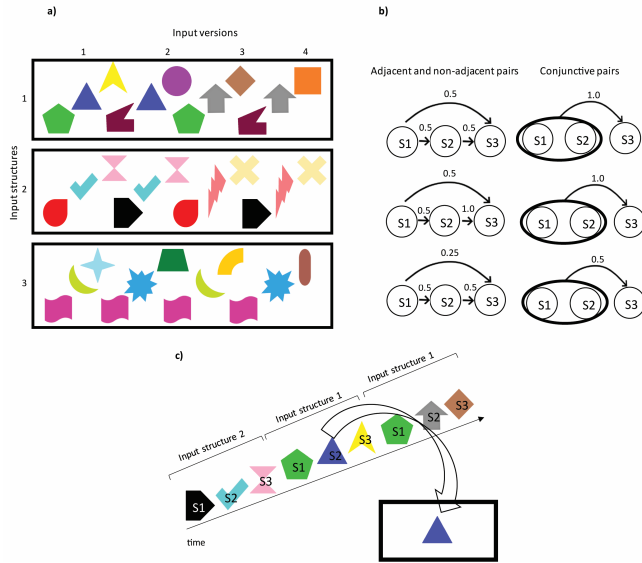 a)
Input versions
1 2 3 4
Input structures
1
2
3
b)
Adjacent and non-adjacent pairs
Conjunctive pairs
0.5
1.0
0.5 0.5
S1 S2 S3
S1 S2 S3
0.5
1.0
0.5 1.0
S1 S2 S3
S1 S2 S3
0.25
0.5
0.5 0.5
S1 S2 S3
S1 S2 S3
c)
Input structure 2
Input structure 1
Input structure 1
S1
S2
S3
S1
S2
S3
S1
S2
S3
time